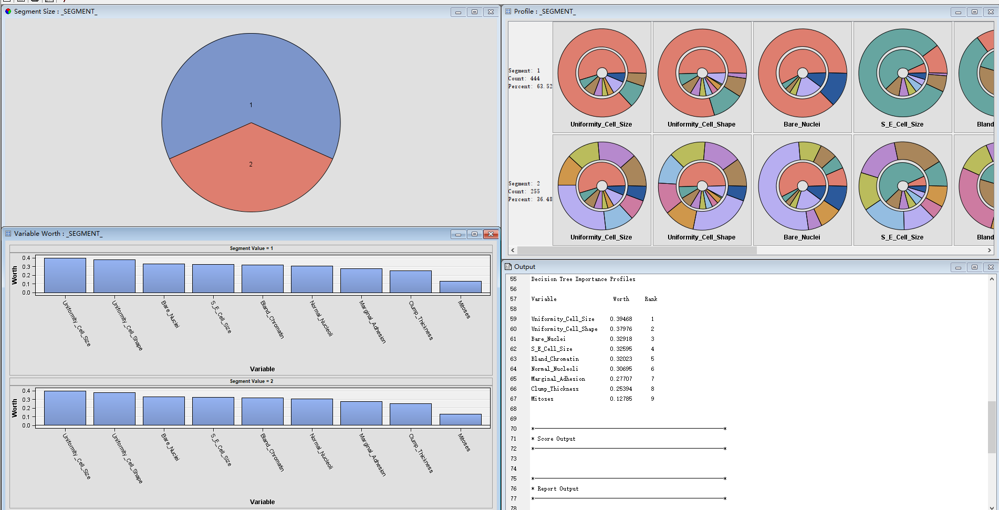 Segment Size : _SEGMENT_
1
2
Profile : _SEGMENT_
Segment: 1
Count: 444
Percent: 63.52
Uniformity_Cell_Size
Uniformity_Cell_Shape
Bare_Nuclei
S_E_Cell_Size
Bland
Segment: 2
Count: 255
Percent: 36.48
Uniformity_Cell_Size
Uniformity_Cell_Shape
Bare_Nuclei
S_E_Cell_Size
Bland
Variable Worth : _SEGMENT_
Segment Value = 1
Worth
0.4
0.3
0.2
0.1
0.0
Uniformity_Cell_Size
Uniformity_Cell_Shape
Bare_Nuclei
S_E_Cell_Size
Bland_Chromatin
Normal_Nucleoli
Marginal_Adhesion
Clump_Thickness
Mitoses
Variable
Segment Value = 2
Worth
0.4
0.3
0.2
0.1
0.0
Uniformity_Cell_Size
Uniformity_Cell_Shape
Bare_Nuclei
S_E_Cell_Size
Bland_Chromatin
Normal_Nucleoli
Marginal_Adhesion
Clump_Thickness
Mitoses
Variable
Output
55 Decision Tree Importance Profiles
56
57 Variable Worth Rank
58
59 Uniformity_Cell_Size 0.39468 1
60 Uniformity_Cell_Shape 0.37976 2
61 Bare_Nuclei 0.32918 3
62 S_E_Cell_Size 0.32595 4
63 Bland_Chromatin 0.32023 5
64 Normal_Nucleoli 0.30695 6
65 Marginal_Adhesion 0.27707 7
66 Clump_Thickness 0.25394 8
67 Mitoses 0.12785 9
68
69
70 *------------------------------------------------------------*
71 * Score Output
72 *------------------------------------------------------------*
73
74
75 *------------------------------------------------------------*
76 * Report Output
77 *------------------------------------------------------------*
78